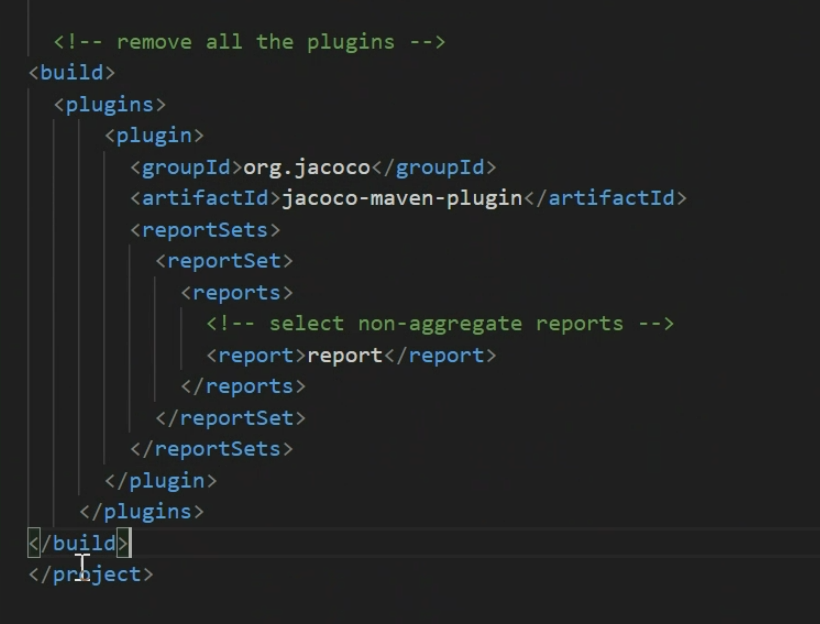 <!-- remove all the plugins -->
<build>
<plugins>
<plugin>
<groupId>org.jacoco</groupId>
<artifactId>jacoco-maven-plugin</artifactId>
<reportSets>
<reportSet>
<reports>
<!-- select non-aggregate reports -->
<report>report</report>
</reports>
</reportSet>
</reportSets>
</plugin>
</plugins>
</build>
</project>